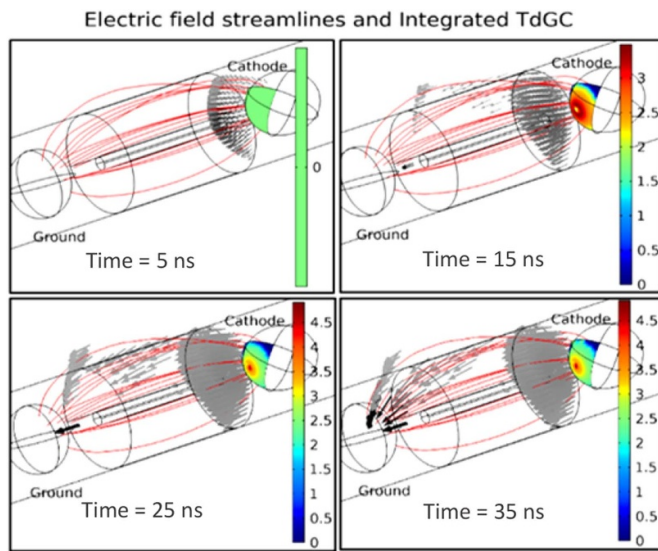 Electric field streamlines and Integrated TdGC
Cathode
0
Ground
Time = 5 ns
Cathode
3
2.5
2
1.5
1
0.5
0
Ground
Time = 15 ns
Cathode
4.5
4
3.5
3
2.5
2
1.5
1
0.5
0
Ground
Time = 25 ns
Cathode
4.5
4
3.5
3
2.5
2
1.5
1
0.5
0
Ground
Time = 35 ns